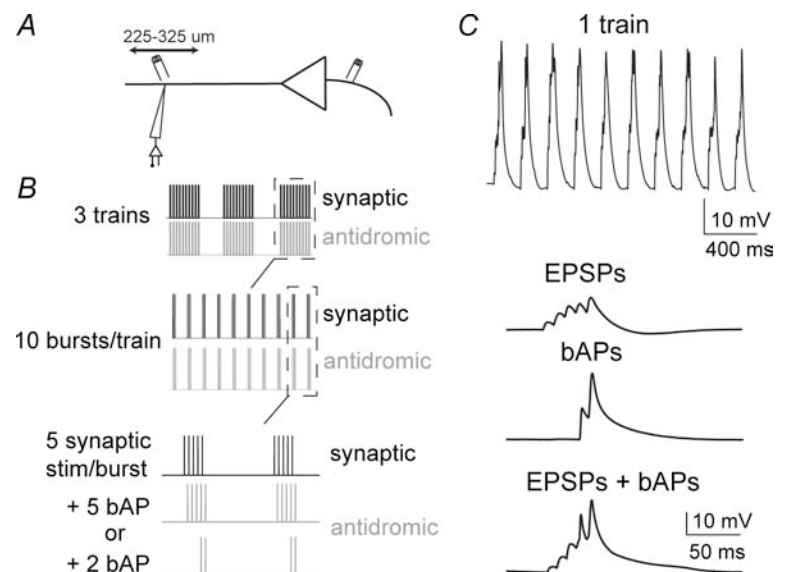 A
225-325 um
B
3 trains
synaptic
antidromic
10 bursts/train
synaptic
antidromic
5 synaptic
stim/burst
synaptic
+ 5 bAP
or
+ 2 bAP
antidromic
C
1 train
10 mV
400 ms
EPSPs
bAPs
EPSPs + bAPs
10 mV
50 ms